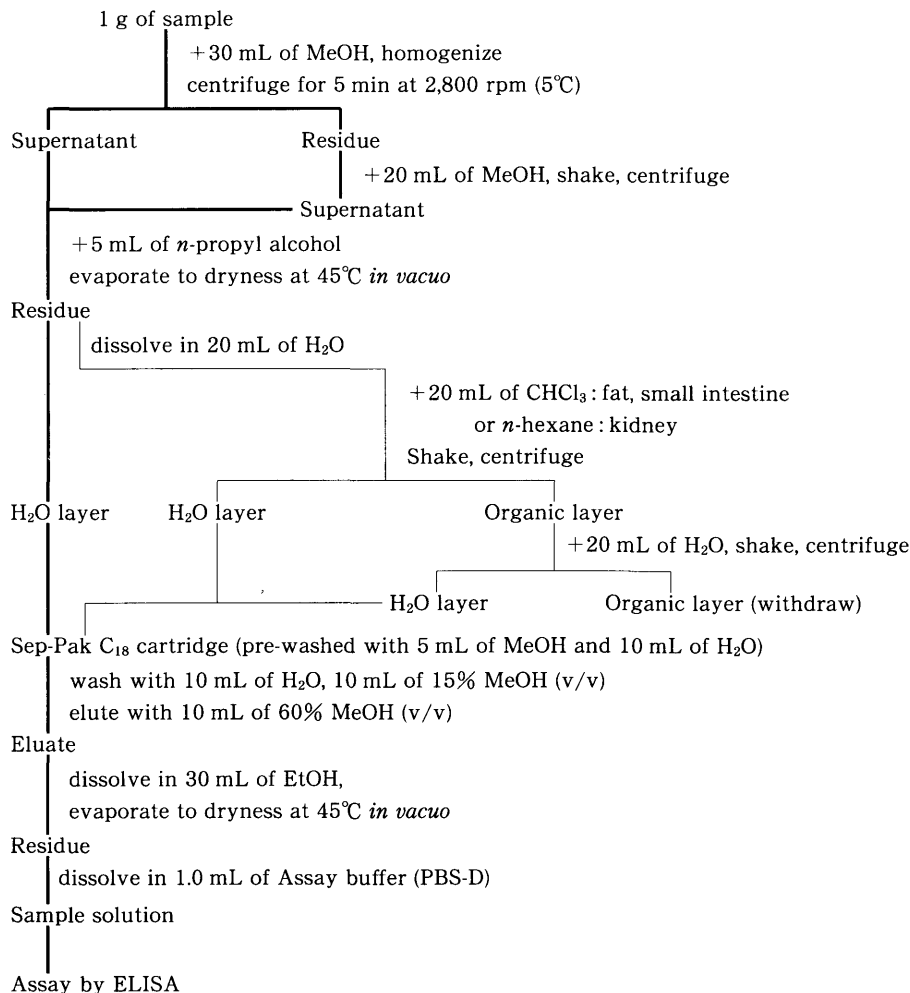 1 g of sample
+30 mL of MeOH, homogenize
centrifuge for 5 min at 2,800 rpm (5℃)
Supernatant
Residue
+20 mL of MeOH, shake, centrifuge
Supernatant
+5 mL of n-propyl alcohol
evaporate to dryness at 45℃ in vacuo
Residue
dissolve in 20 mL of H₂O
+20 mL of CHCl₃ : fat, small intestine
or n-hexane : kidney
Shake, centrifuge
H₂O layer
H₂O layer
Organic layer
+20 mL of H₂O, shake, centrifuge
H₂O layer
Organic layer (withdraw)
Sep-Pak C₁₈ cartridge (pre-washed with 5 mL of MeOH and 10 mL of H₂O)
wash with 10 mL of H₂O, 10 mL of 15% MeOH (v/v)
elute with 10 mL of 60% MeOH (v/v)
Eluate
dissolve in 30 mL of EtOH,
evaporate to dryness at 45℃ in vacuo
Residue
dissolve in 1.0 mL of Assay buffer (PBS-D)
Sample solution
Assay by ELISA